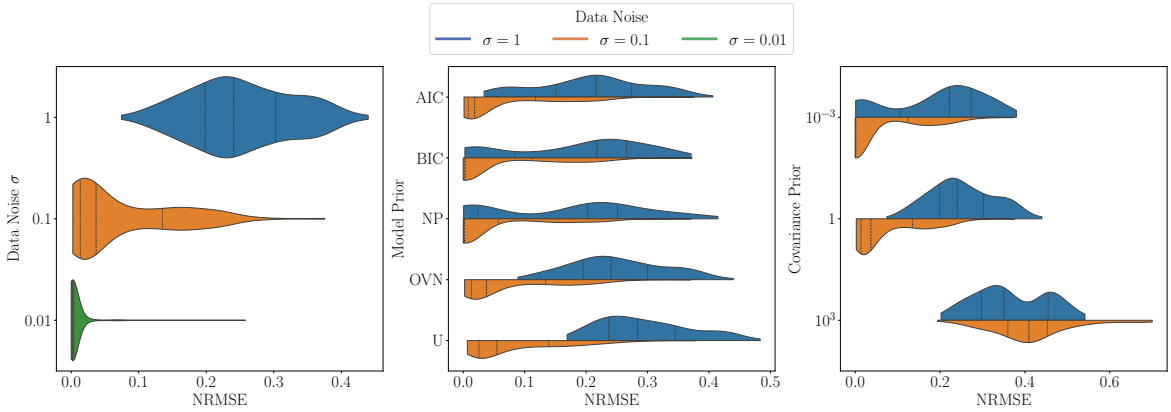 Data Noise
σ = 1
σ = 0.1
σ = 0.01
Data Noise σ
1
0.1
0.01
0.0 0.1 0.2 0.3 0.4
NRMSE
Model Prior
AIC
BIC
NP
OVN
U
0.0 0.1 0.2 0.3 0.4 0.5
NRMSE
Covariance Prior
10⁻³
1
10³
0.0 0.2 0.4 0.6
NRMSE